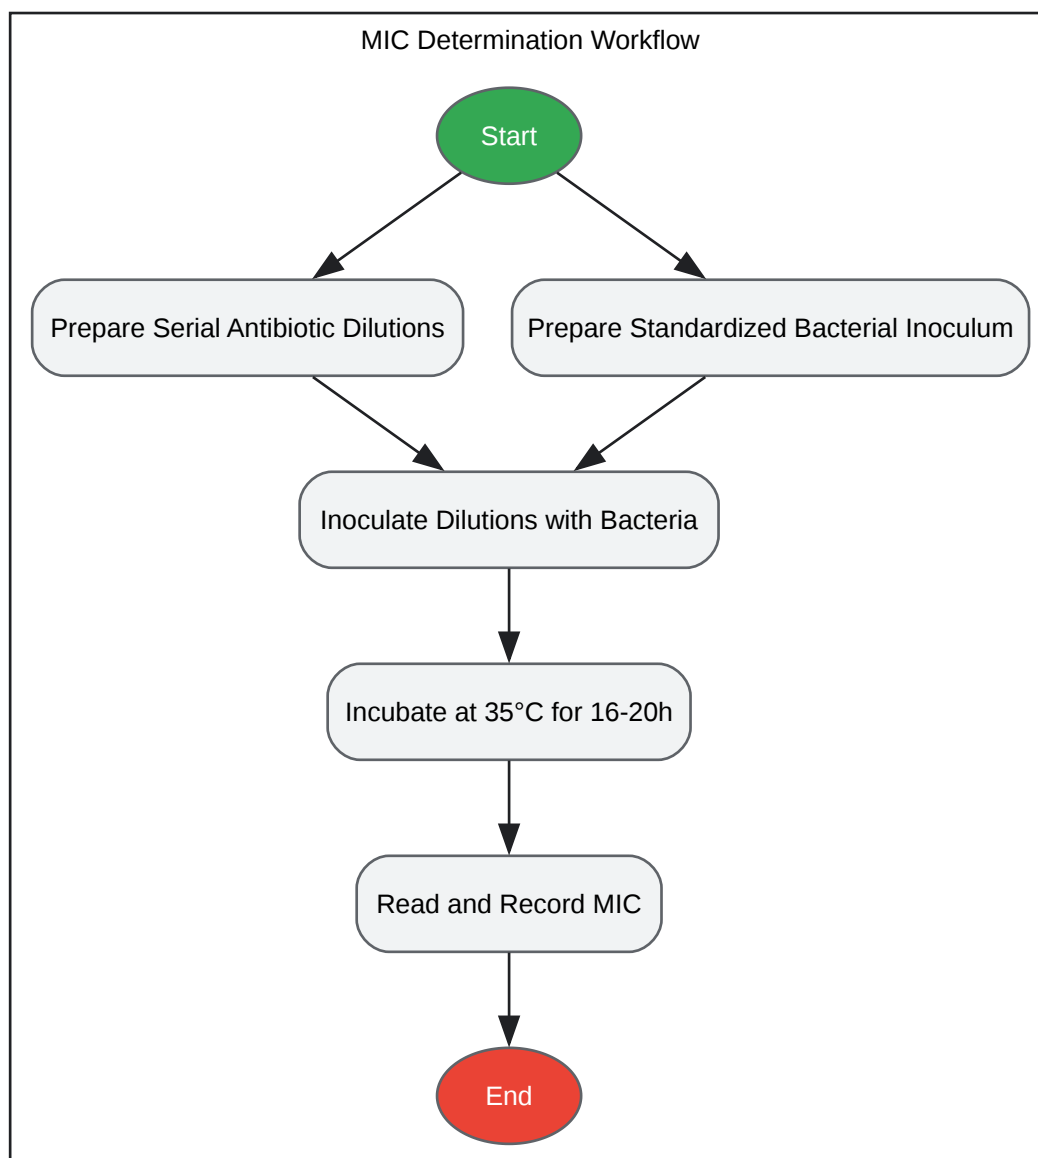 MIC Determination Workflow
Start
Prepare Serial Antibiotic Dilutions
Prepare Standardized Bacterial Inoculum
Inoculate Dilutions with Bacteria
Incubate at 35°C for 16-20h
Read and Record MIC
End